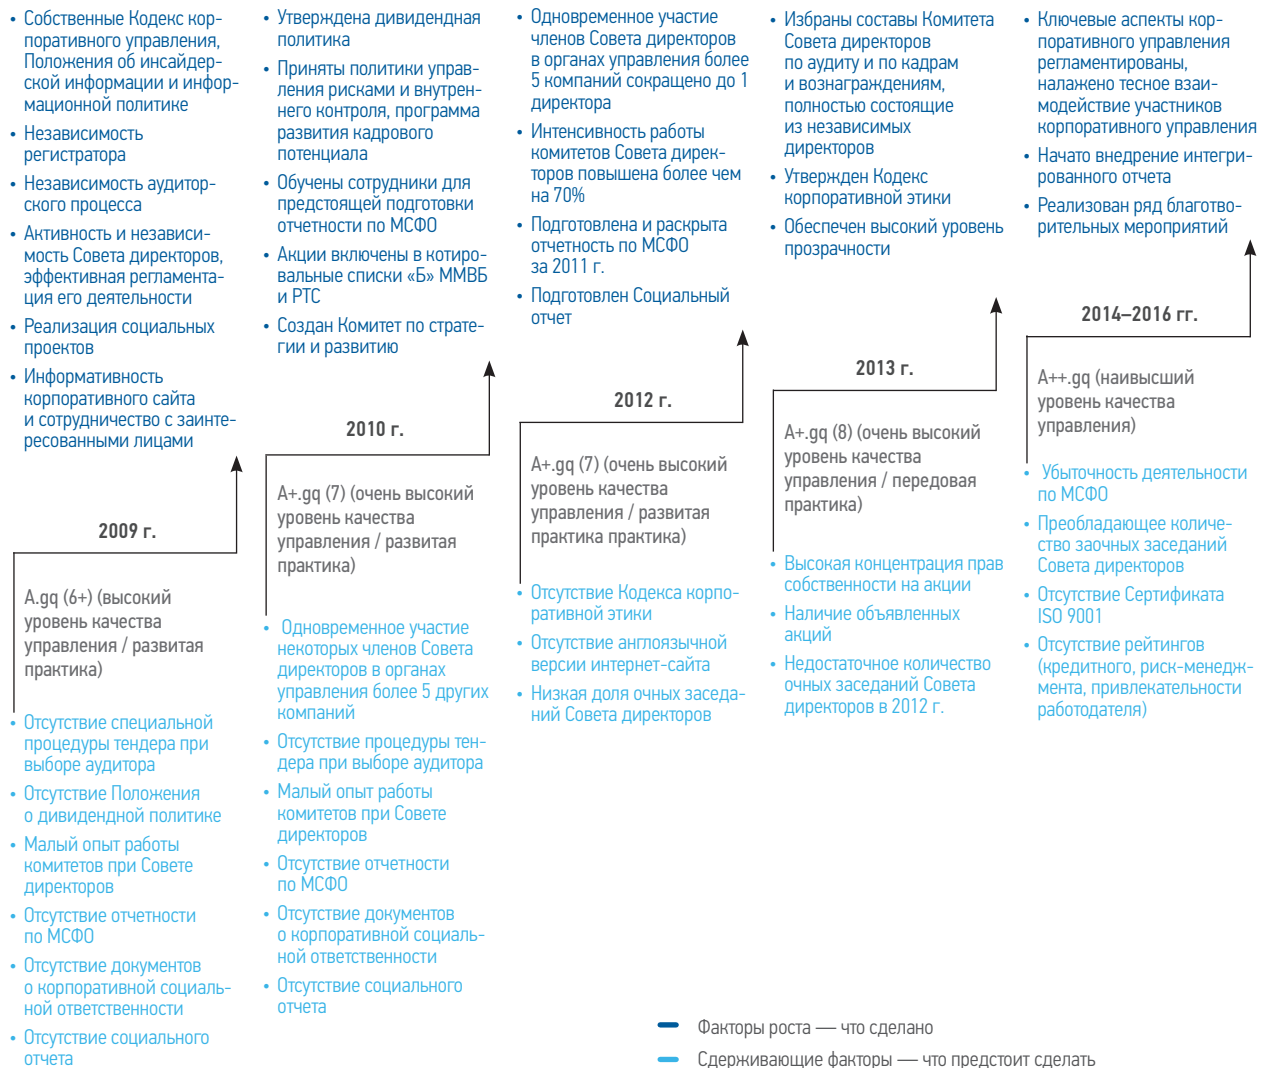 • Собственные Кодекс кор-
поративного управления,
Положения об инсайдер-
ской информации и инфор-
мационной политике
• Независимость
регистратора
• Независимость аудитор-
ского процесса
• Активность и независи-
мость Совета директоров,
эффективная регламента-
ция его деятельности
• Реализация социальных
проектов
• Информативность
корпоративного сайта
и сотрудничество с заинте-
ресованными лицами
2009 г.
A.gq (6+) (высокий
уровень качества
управления / развитая
практика)
• Отсутствие специальной
процедуры тендера при
выборе аудитора
• Отсутствие Положения
о дивидендной политике
• Малый опыт работы
комитетов при Совете
директоров
• Отсутствие отчетности
по МСФО
• Отсутствие документов
о корпоративной социаль-
ной ответственности
• Отсутствие социального
отчета
• Утверждена дивидендная
политика
• Приняты политики управ-
ления рисками и внутрен-
него контроля, программа
развития кадрового
потенциала
• Обучены сотрудники для
предстоящей подготовки
отчетности по МСФО
• Акции включены в котиро-
вальные списки «Б» ММВБ
и РТС
• Создан Комитет по страте-
гии и развитию
2010 г.
A+.gq (7) (очень высокий
уровень качества
управления / развитая
практика)
• Одновременное участие
некоторых членов Совета
директоров в органах
управления более 5 других
компаний
• Отсутствие процедуры тен-
дера при выборе аудитора
• Малый опыт работы
комитетов при Совете
директоров
• Отсутствие отчетности
по МСФО
• Отсутствие документов
о корпоративной социаль-
ной ответственности
• Отсутствие социального
отчета
• Одновременное участие
членов Совета директоров
в органах управления более
5 компаний сокращено до 1
директора
• Интенсивность работы
комитетов Совета дирек-
торов повышена более чем
на 70%
• Подготовлена и раскрыта
отчетность по МСФО
за 2011 г.
• Подготовлен Социальный
отчет
2012 г.
A+.gq (7) (очень высокий
уровень качества
управления / развитая
практика практика)
• Отсутствие Кодекса корпо-
ративной этики
• Отсутствие англоязычной
версии интернет-сайта
• Низкая доля очных заседа-
ний Совета директоров
• Избраны составы Комитета
Совета директоров
по аудиту и по кадрам
и вознаграждениям,
полностью состоящие
из независимых
директоров
• Утвержден Кодекс
корпоративной этики
• Обеспечен высокий уровень
прозрачности
2013 г.
A+.gq (8) (очень высокий
уровень качества
управления / передовая
практика)
• Высокая концентрация прав
собственности на акции
• Наличие объявленных
акций
• Недостаточное количество
очных заседаний Совета
директоров в 2012 г.
• Ключевые аспекты кор-
поративного управления
регламентированы,
налажено тесное взаи-
модействие участников
корпоративного управления
• Начато внедрение интегри-
рованного отчета
• Реализован ряд благотво-
рительных мероприятий
2014–2016 гг.
A++.gq (наивысший
уровень качества
управления)
• Убыточность деятельности
по МСФО
• Преобладающее количе-
ство заочных заседаний
Совета директоров
• Отсутствие Сертификата
ISO 9001
• Отсутствие рейтингов
(кредитного, риск-менедж-
мента, привлекательности
работодателя)
Факторы роста — что сделано
Сдерживающие факторы — что предстоит сделать